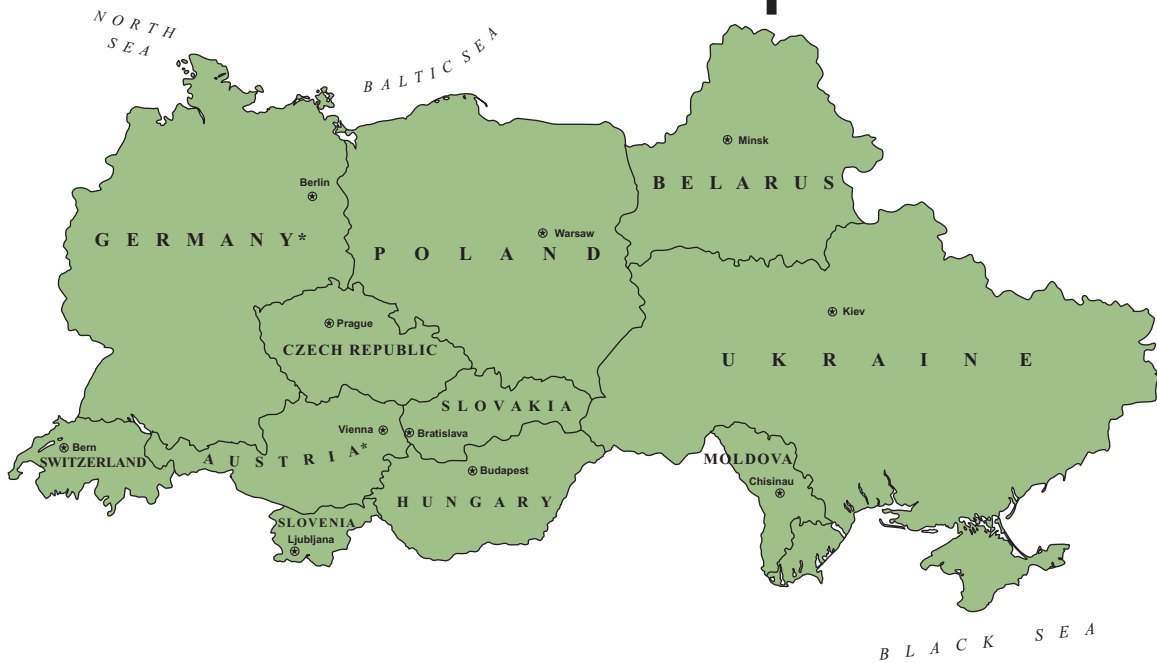 NORTH
SEA
BALTIC SEA
Minsk
BELARUS
Berlin
GERMANY*
Warsaw
POLAND
Kiev
Prague
CZECH REPUBLIC
UKRAINE
SLOVAKIA
Vienna
Bratislava
Bern
SWITZERLAND
AUSTRIA*
MOLDOVA
Budapest
Chisinau
HUNGARY
SLOVENIA
Ljubljana
BLACK SEA